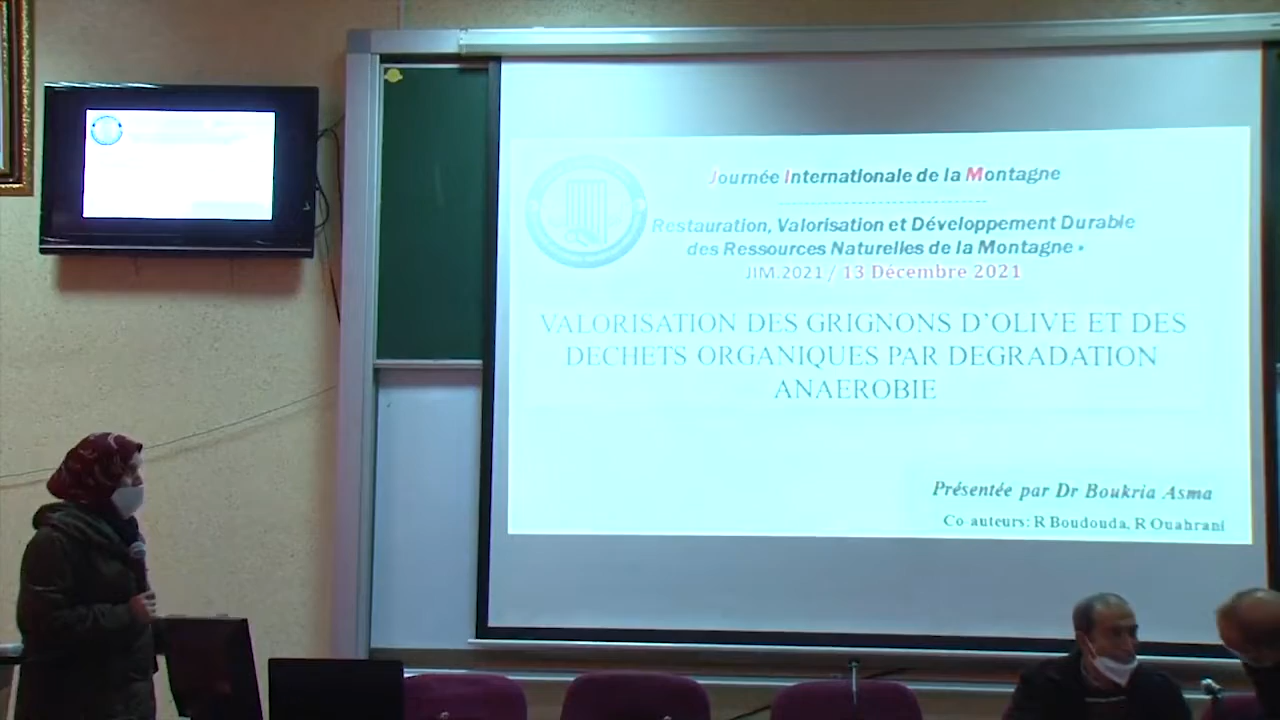 Journée Internationale de la Montagne
Restauration, Valorisation et Développement Durable
des Ressources Naturelles de la Montagne
JIM.2021 / 13 Décembre 2021
VALORISATION DES GRIGNONS D'OLIVE ET DES
DECHETS ORGANIQUES PAR DEGRADATION
ANAEROBIE
Présentée par Dr Boukria Asma
Co auteurs: R Boudouda, R Ouahrani